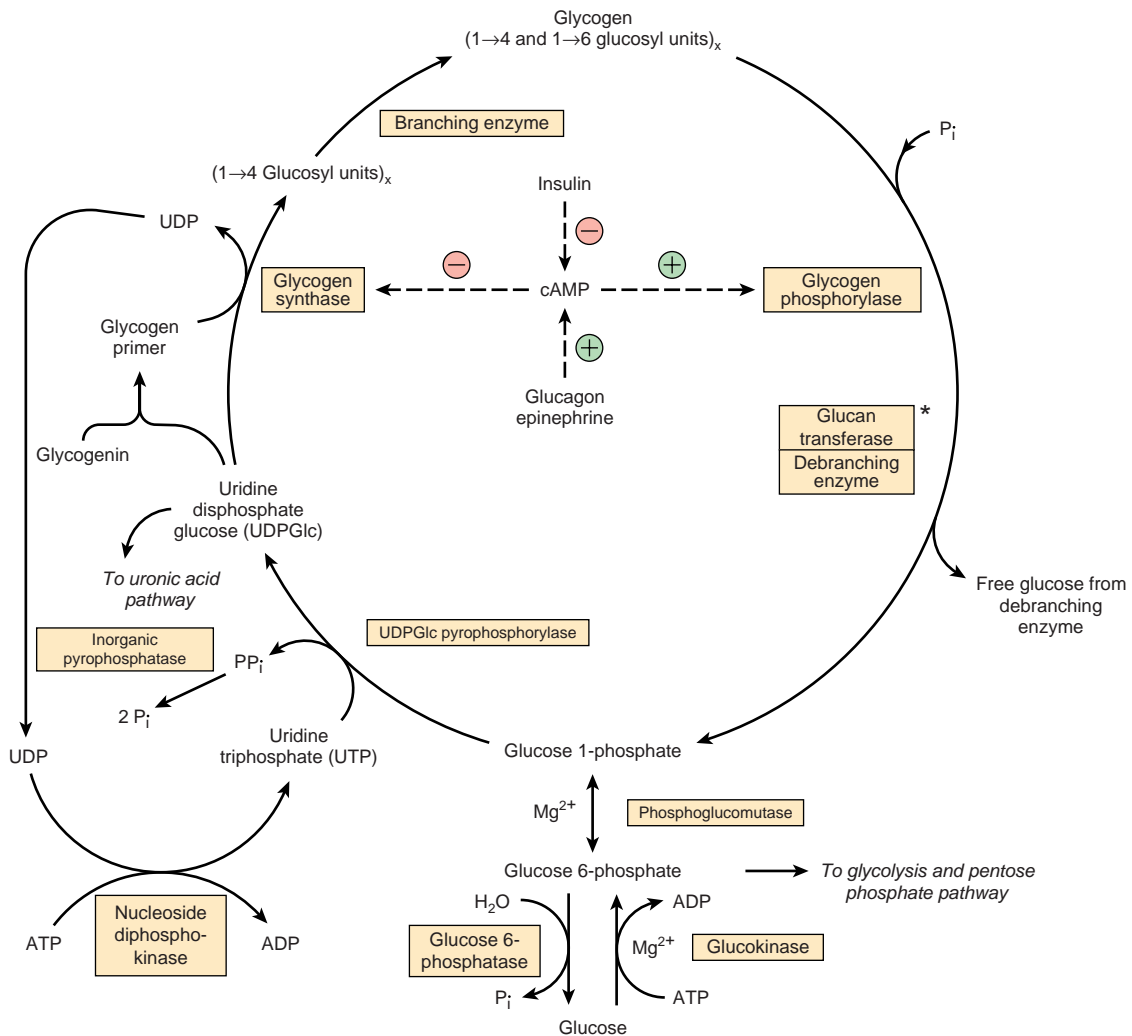 Glycogen
(1→4 and 1→6 glucosyl units)x
Branching enzyme
Pi
(1→4 Glucosyl units)x
Insulin
UDP
−
−
+
Glycogen
synthase
cAMP
Glycogen
phosphorylase
Glycogen
primer
+
Glucagon
epinephrine
Glucan
transferase
*
Debranching
enzyme
Glycogenin
Uridine
disphosphate
glucose (UDPGlc)
To uronic acid
pathway
Free glucose from
debranching
enzyme
UDPGlc pyrophosphorylase
Inorganic
pyrophosphatase
PPi
2 Pi
UDP
Uridine
triphosphate (UTP)
Glucose 1-phosphate
Mg2+
Phosphoglucomutase
Glucose 6-phosphate
To glycolysis and pentose
phosphate pathway
H2O
ADP
Nucleoside
diphospho-
kinase
ATP
ADP
Glucose 6-
phosphatase
Mg2+
Glucokinase
Pi
ATP
Glucose